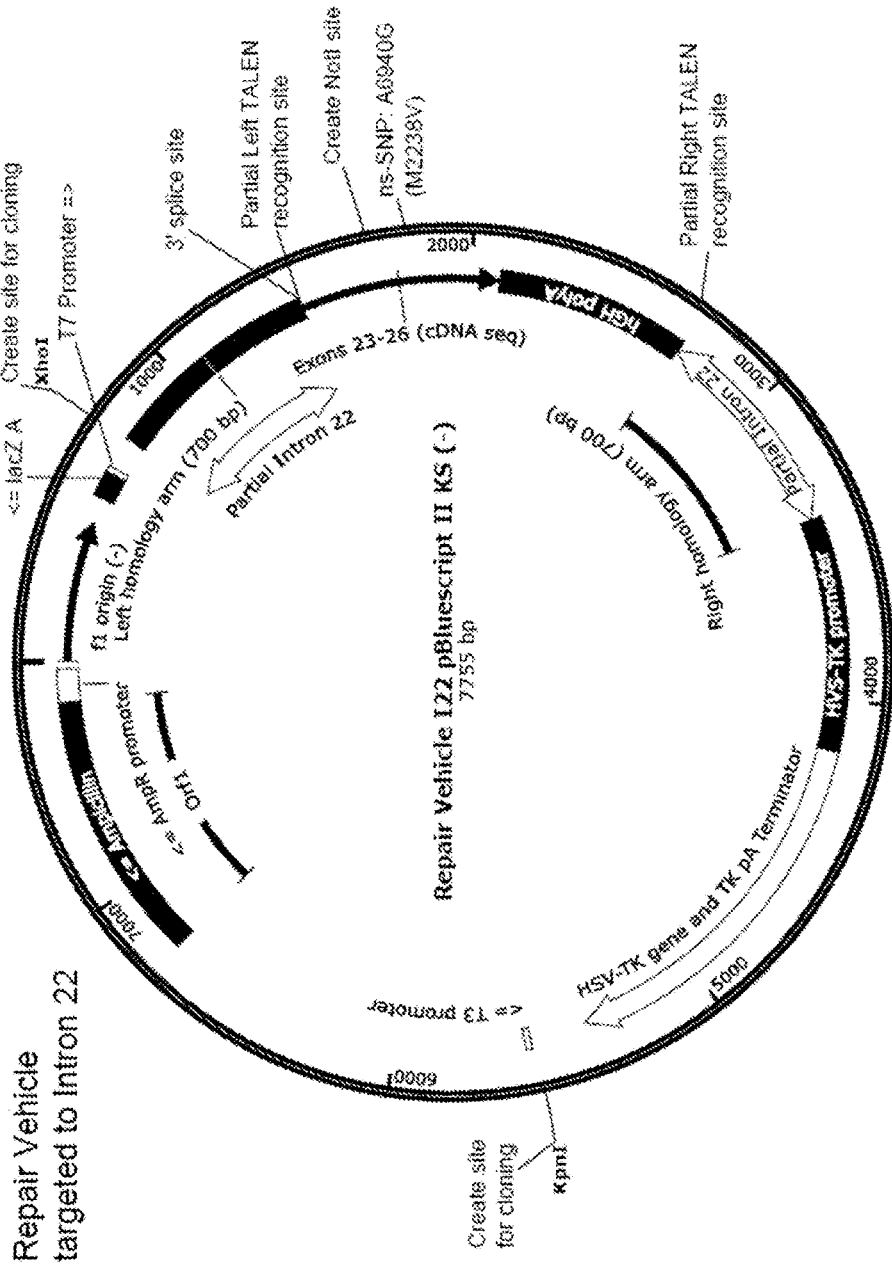 Repair Vehicle
targeted to Intron 22
<= lacZ A
Create site for cloning
XhoI
T7 Promoter =>
3' splice site
Partial Left TALEN
recognition site
Create NotI site
ns-SNP: A6940G
(M2238V)
Partial Right TALEN
recognition site
1000
2000
3000
4000
5000
6000
7000
f1 origin (-)
Left homology arm (700 bp)
Partial Intron 22
Exons 23-26 (cDNA seq)
hGH polyA
Partial Intron 22
Right homology arm (700 bp)
HVS-TK promoter
HSV-TK gene and TK pA Terminator
<= T3 promoter
Create site
for cloning
KpnI
<= Ampicillin
<= AmpR promoter
Orf1
Repair Vehicle I22 pBluescript II KS (-)
7755 bp